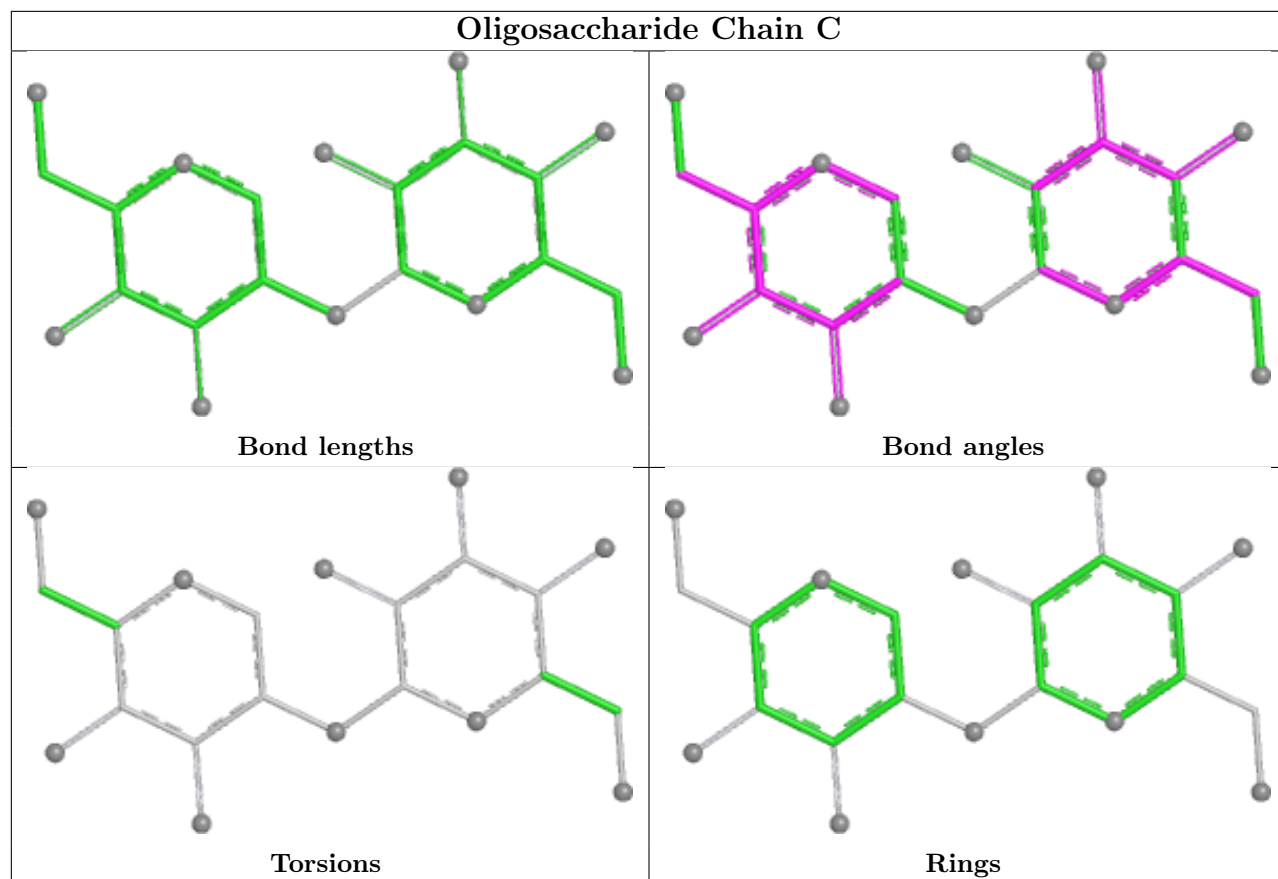 Oligosaccharide Chain C
Bond lengths
Bond angles
Torsions
Rings